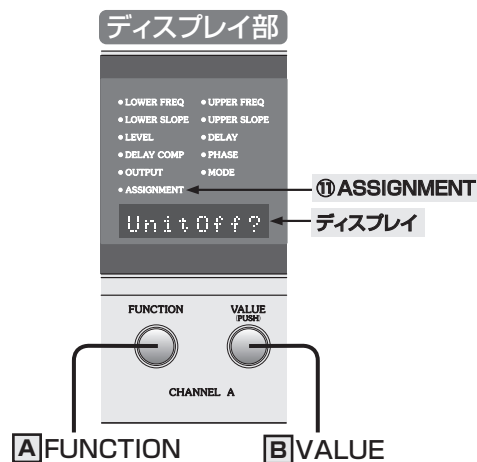 ディスプレイ部
• LOWER FREQ • UPPER FREQ
• LOWER SLOPE • UPPER SLOPE
• LEVEL • DELAY
• DELAY COMP • PHASE
• OUTPUT • MODE
• ASSIGNMENT
⑪ASSIGNMENT
UnitOff?
ディスプレイ
FUNCTION VALUE
(PUSH)
CHANNEL A
A FUNCTION
B VALUE